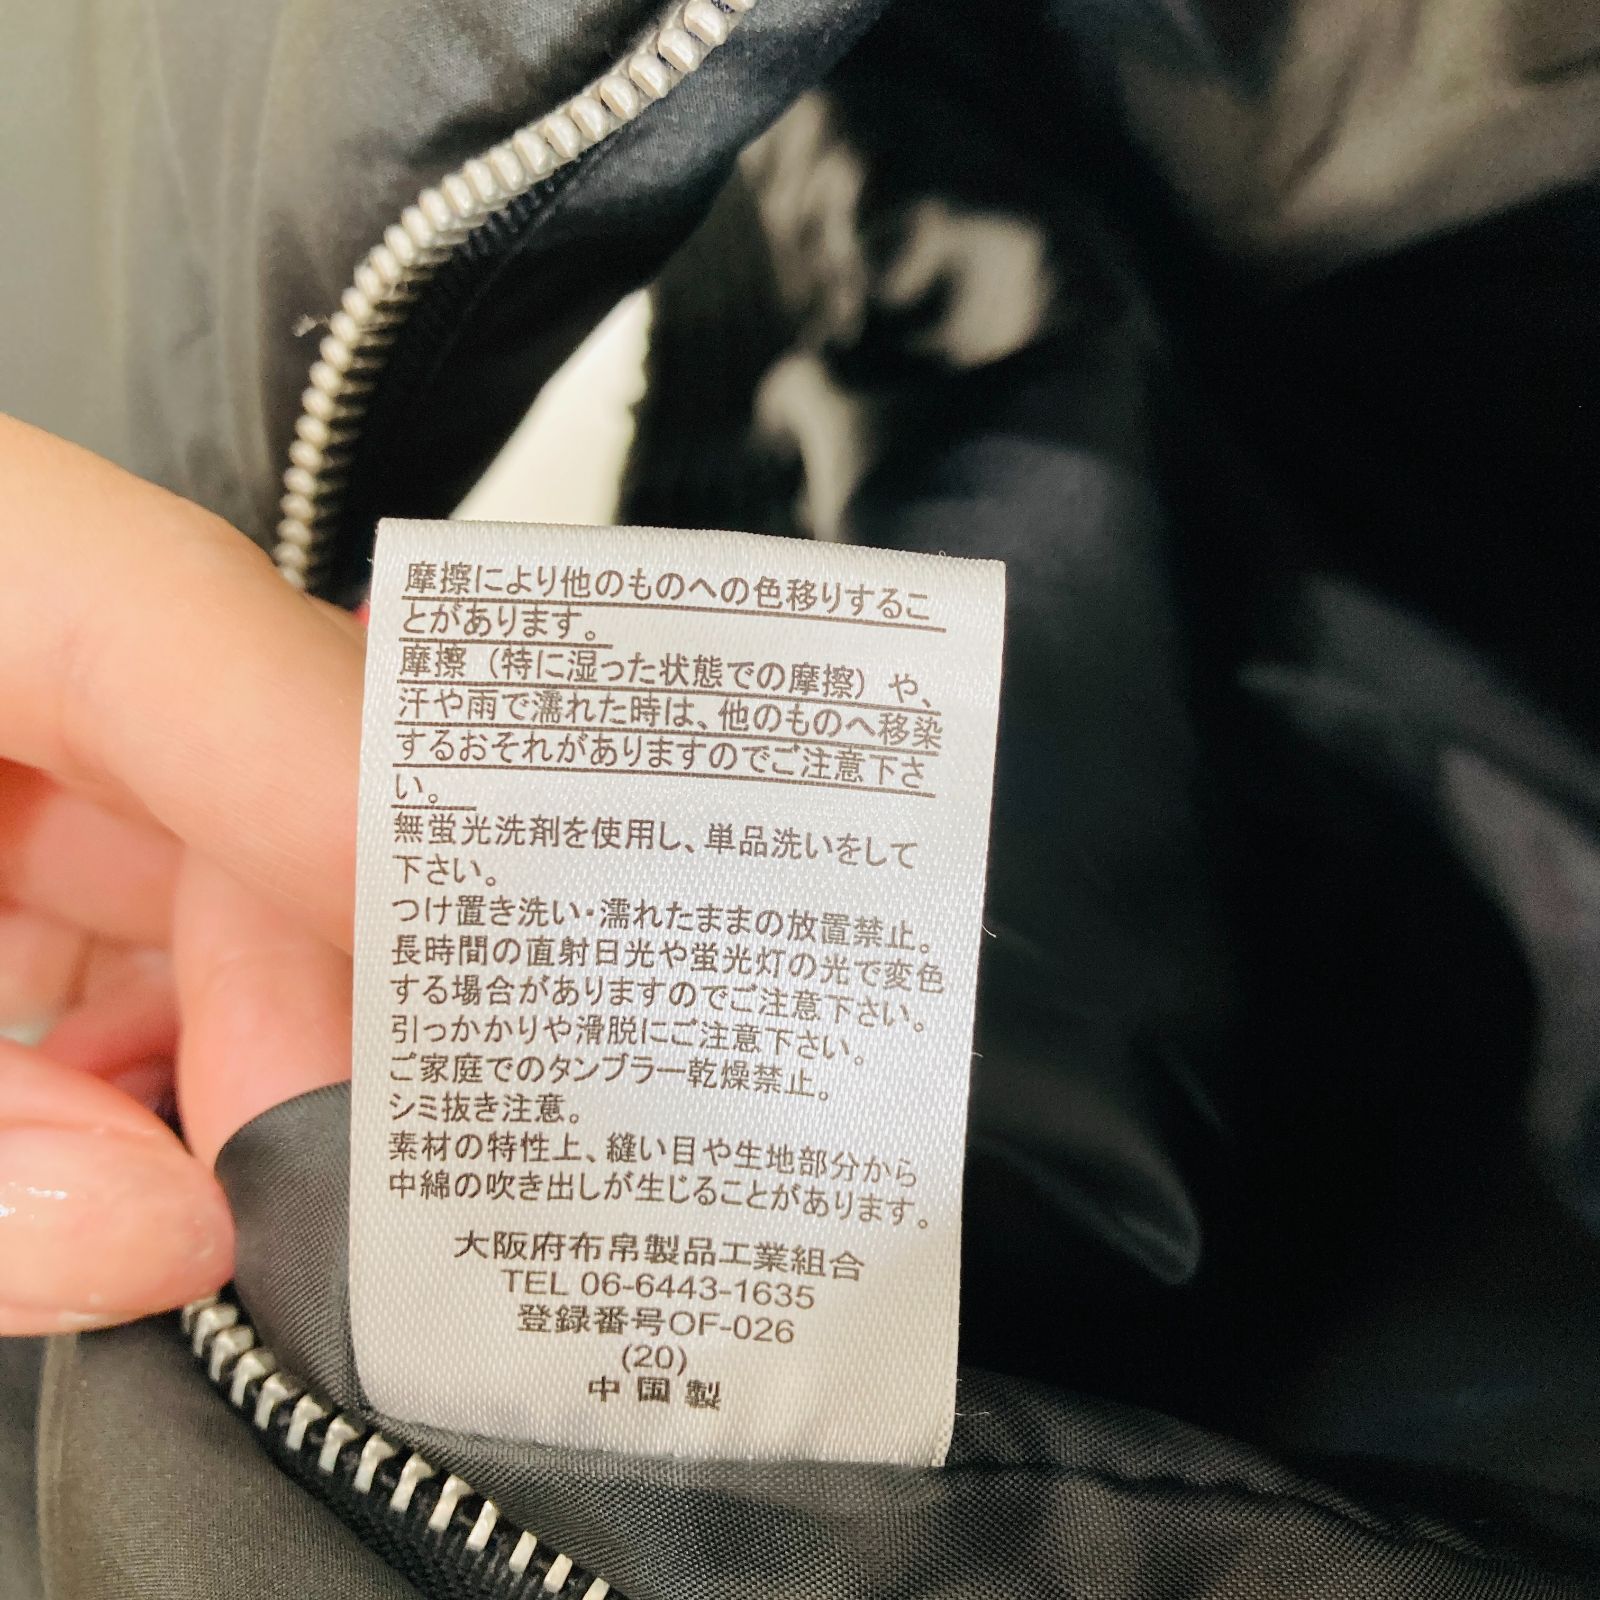 摩擦により他のものへの色移りするこ
とがあります。
摩擦（特に湿った状態での摩擦）や、
汗や雨で濡れた時は、他のものへ移染
するおそれがありますのでご注意下さ
い。
無蛍光洗剤を使用し、単品洗いをして
下さい。
つけ置き洗い・濡れたままの放置禁止。
長時間の直射日光や蛍光灯の光で変色
する場合がありますのでご注意下さい。
引っかかりや滑脱にご注意下さい。
ご家庭でのタンブラー乾燥禁止。
シミ抜き注意。
素材の特性上、縫い目や生地部分から
中綿の吹き出しが生じることがあります。
大阪府布帛製品工業組合
TEL 06-6443-1635
登録番号OF-026
(20)
中国製